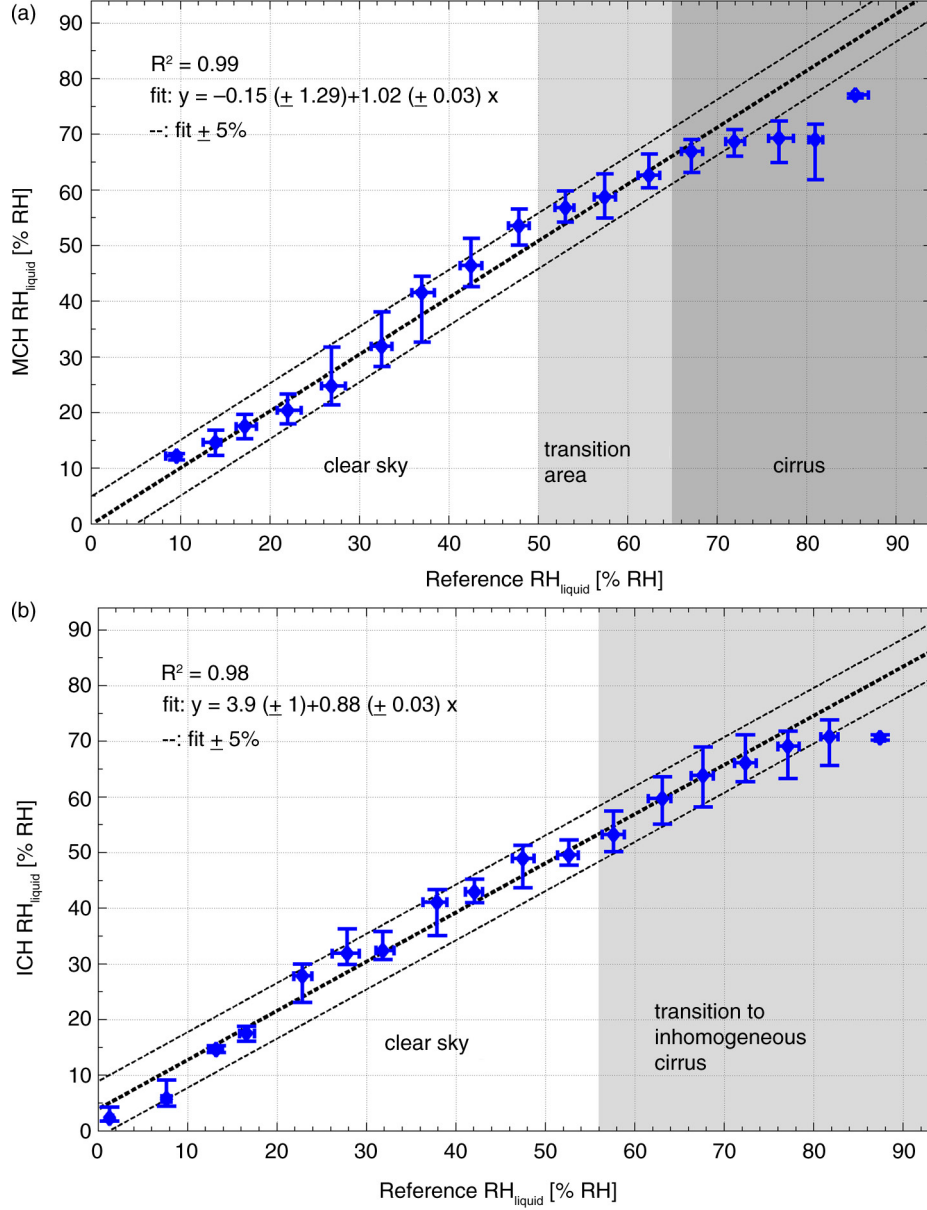 (a)
90
80
70
60
50
40
30
20
10
0
MCH RH_liquid [% RH]
R² = 0.99
fit: y = –0.15 (± 1.29)+1.02 (± 0.03) x
--: fit ± 5%
clear sky
transition
area
cirrus
0 10 20 30 40 50 60 70 80 90
Reference RH_liquid [% RH]
(b)
90
80
70
60
50
40
30
20
10
0
ICH RH_liquid [% RH]
R² = 0.98
fit: y = 3.9 (± 1)+0.88 (± 0.03) x
--: fit ± 5%
clear sky
transition to
inhomogeneous
cirrus
0 10 20 30 40 50 60 70 80 90
Reference RH_liquid [% RH]